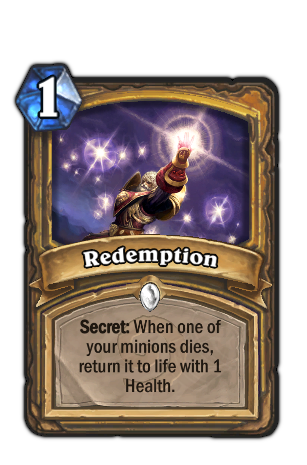 1
Redemption
Secret: When one of
your minions dies,
return it to life with 1
Health.